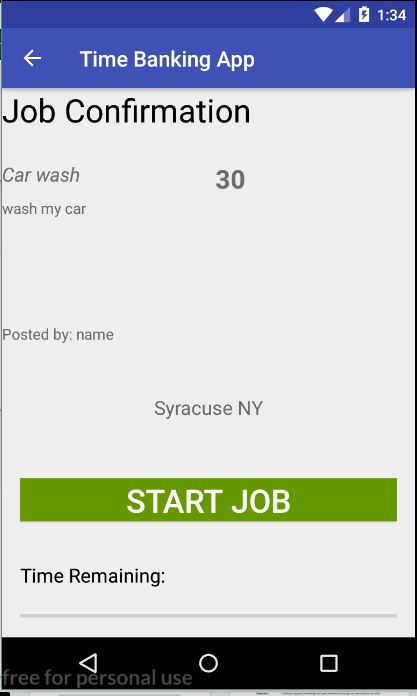 1:34
Time Banking App
Job Confirmation
Car wash 30
wash my car
Posted by: name
Syracuse NY
START JOB
Time Remaining:
free for personal use